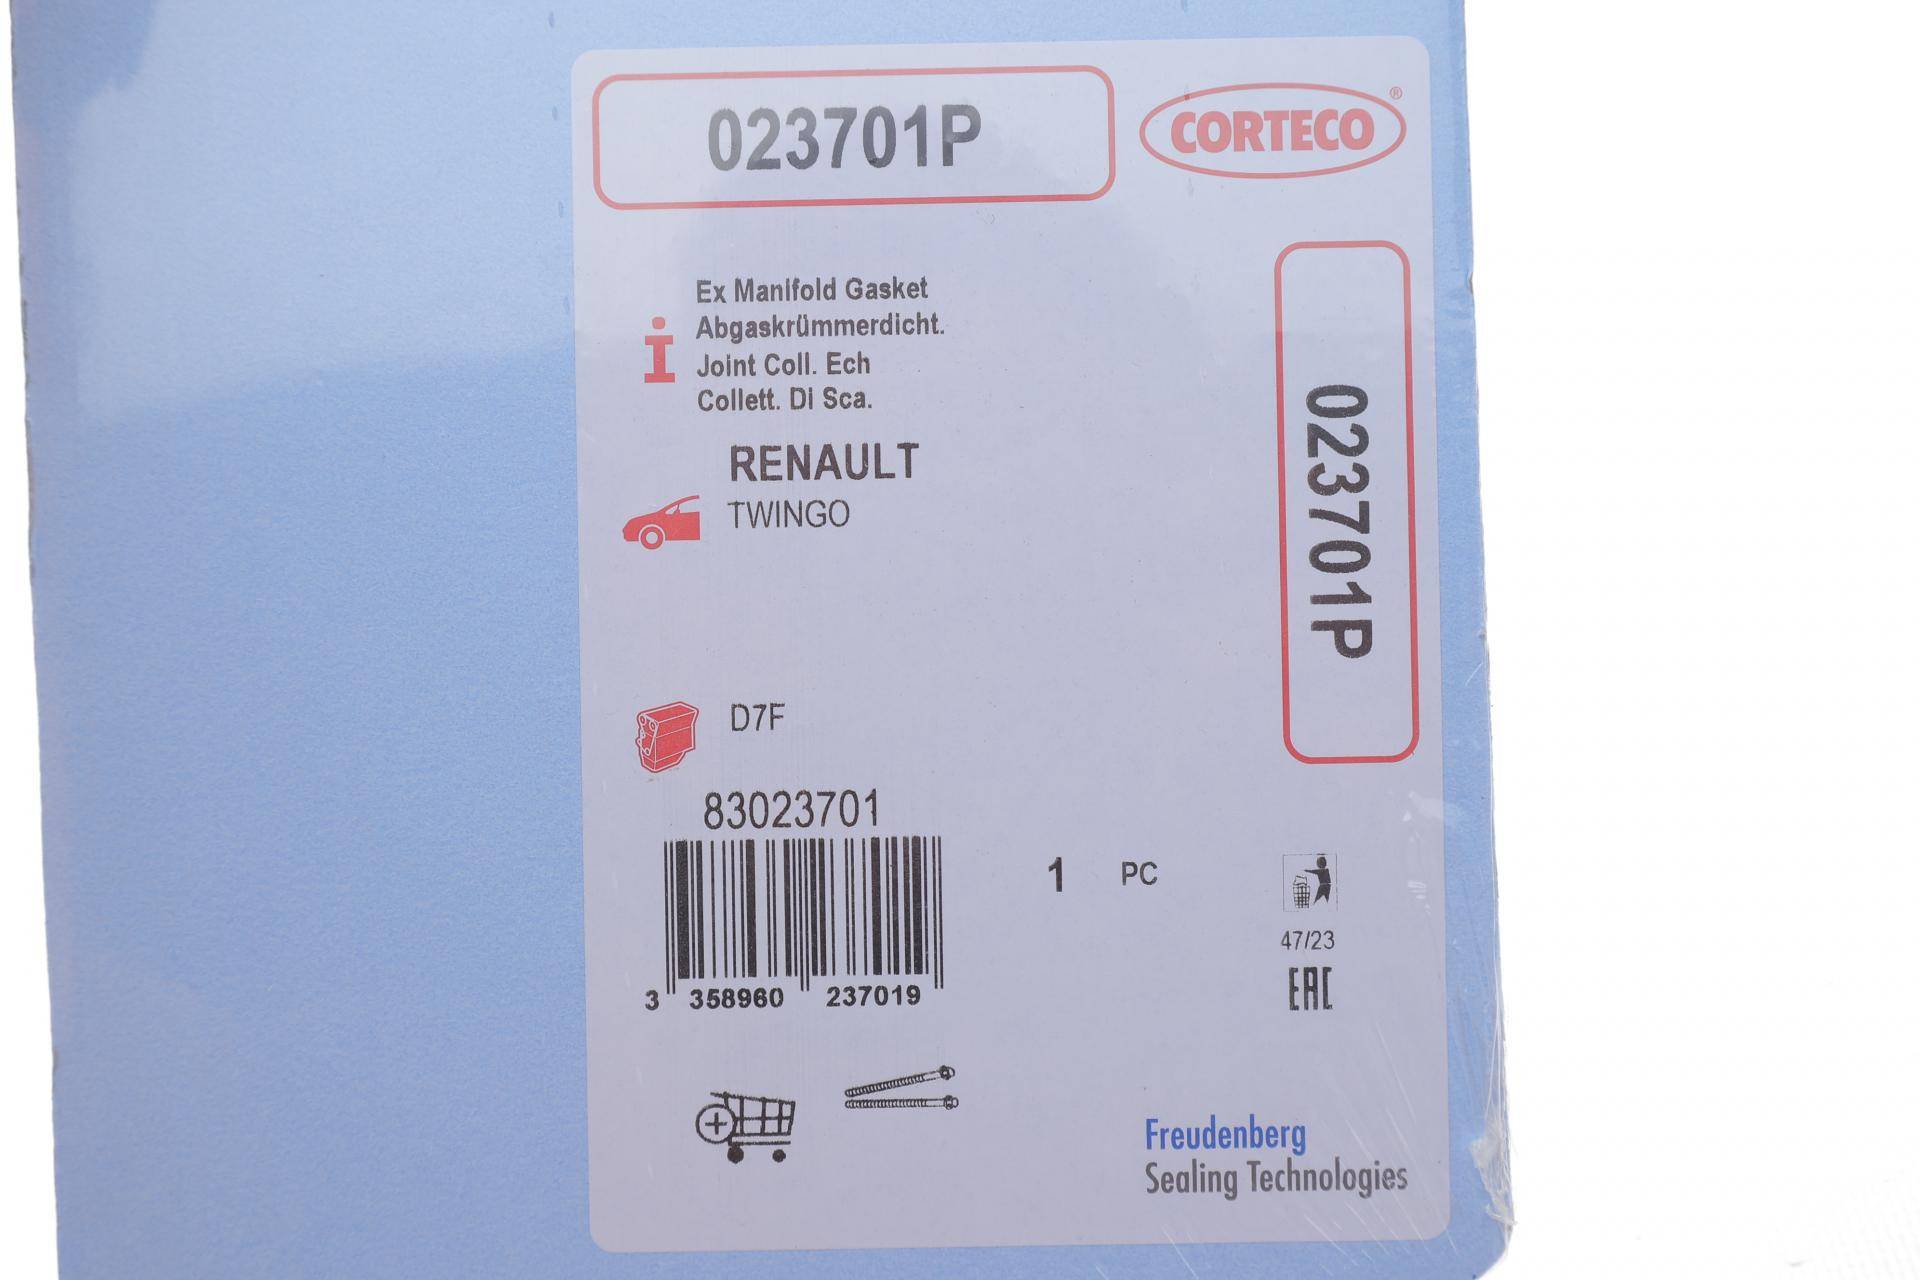 023701P
CORTECO®
Ex Manifold Gasket
Abgaskrümmerdicht.
Joint Coll. Ech
Collett. Di Sca.
RENAULT
TWINGO
023701P
D7F
83023701
3 358960 237019
1 PC
47/23
EAC
Freudenberg
Sealing Technologies